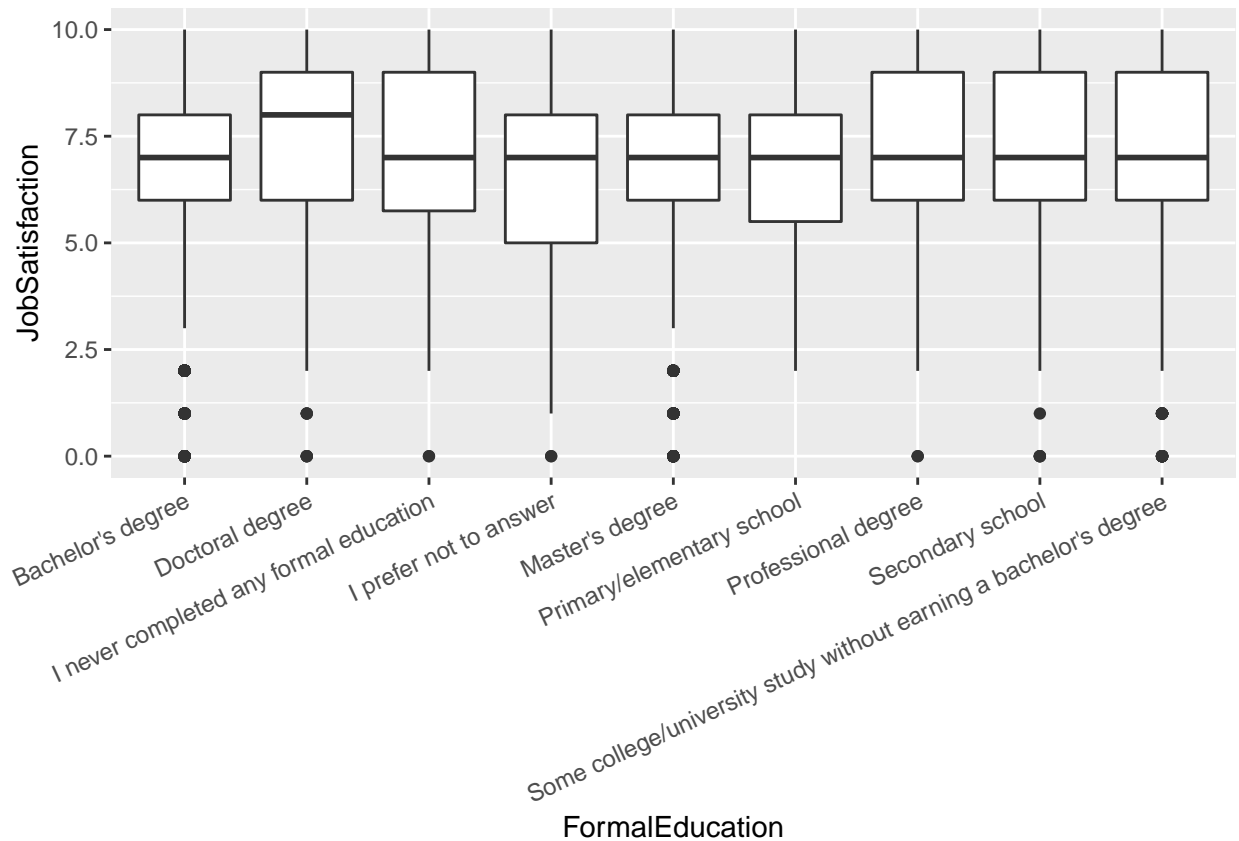 10.0
7.5
5.0
2.5
0.0
JobSatisfaction
Bachelor's degree
Doctoral degree
I never completed any formal education
I prefer not to answer
Master's degree
Primary/elementary school
Professional degree
Secondary school
Some college/university study without earning a bachelor's degree
FormalEducation